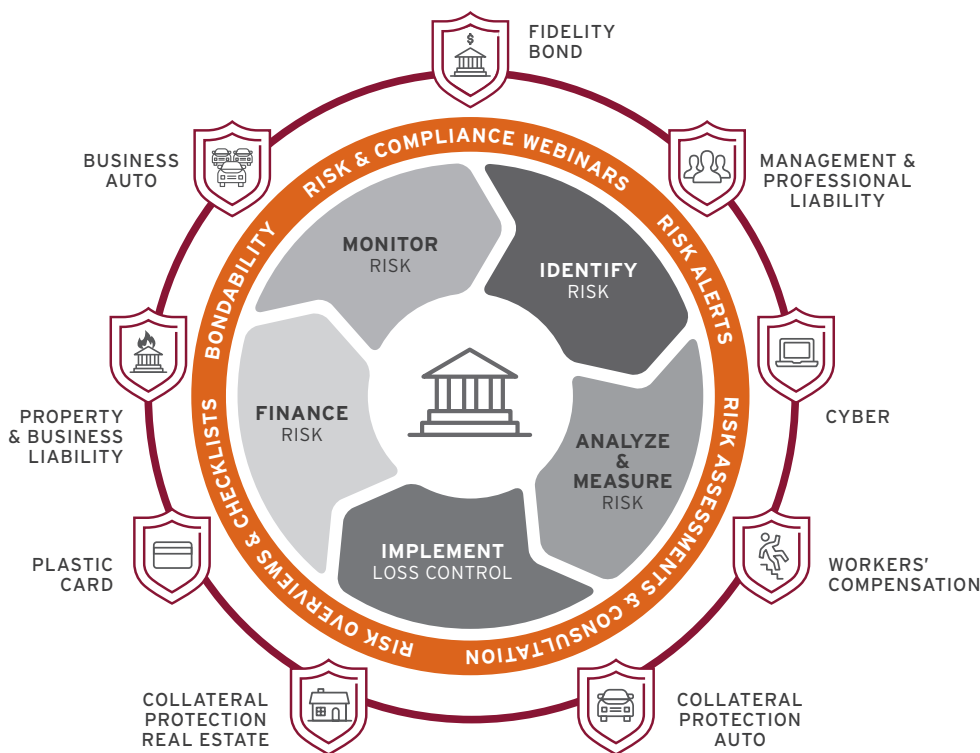 $
FIDELITY
BOND
MANAGEMENT &
PROFESSIONAL
LIABILITY
CYBER
WORKERS'
COMPENSATION
COLLATERAL
PROTECTION
AUTO
COLLATERAL
PROTECTION
REAL ESTATE
PLASTIC
CARD
PROPERTY
& BUSINESS
LIABILITY
BUSINESS
AUTO
RISK & COMPLIANCE WEBINARS
RISK ALERTS
RISK ASSESSMENTS & CONSULTATION
RISK OVERVIEWS & CHECKLISTS
BONDABILITY
IDENTIFY
RISK
ANALYZE
&
MEASURE
RISK
IMPLEMENT
LOSS CONTROL
FINANCE
RISK
MONITOR
RISK